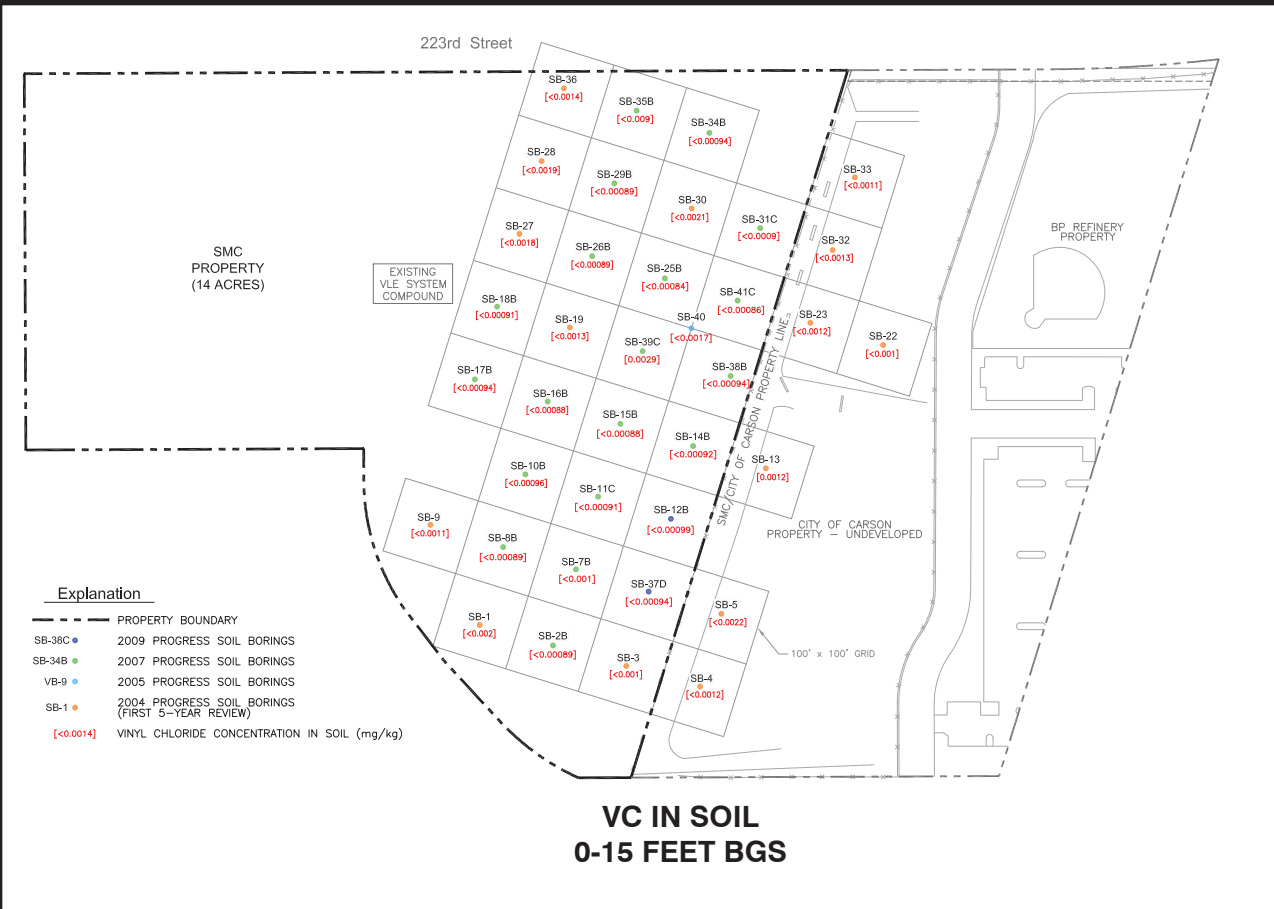 223rd Street
SB-36
[<0.0014]
SB-35B
[<0.009]
SB-34B
[<0.00094]
SB-28
[<0.0019]
SB-29B
[<0.00089]
SB-33
[<0.0011]
SB-30
[<0.0021]
SB-31C
[<0.0009]
SB-27
[<0.0018]
SB-26B
[<0.00089]
SB-32
[<0.0013]
BP REFINERY
PROPERTY
SMC
PROPERTY
(14 ACRES)
EXISTING
VLE SYSTEM
COMPOUND
SB-25B
[<0.00084]
SB-41C
[<0.00086]
SB-18B
[<0.00091]
SB-19
[<0.0013]
SB-40
[<0.0017]
SB-23
[<0.0012]
SB-22
[<0.001]
SB-39C
[0.0029]
SB-38B
[<0.00094]
SB-17B
[<0.00094]
SB-16B
[<0.00088]
SB-15B
[<0.00088]
SB-14B
[<0.00092]
SMC/CITY OF CARSON PROPERTY LINE
SB-13
[0.0012]
SB-10B
[<0.00096]
SB-11C
[<0.00091]
SB-12B
[<0.00099]
CITY OF CARSON
PROPERTY – UNDEVELOPED
SB-9
[<0.0011]
SB-8B
[<0.00089]
SB-7B
[<0.001]
SB-37D
[<0.00094]
SB-5
[<0.0022]
SB-1
[<0.002]
SB-2B
[<0.00089]
SB-3
[<0.001]
SB-4
[<0.0012]
100' x 100' GRID
Explanation
PROPERTY BOUNDARY
SB-38C 2009 PROGRESS SOIL BORINGS
SB-34B 2007 PROGRESS SOIL BORINGS
VB-9 2005 PROGRESS SOIL BORINGS
SB-1 2004 PROGRESS SOIL BORINGS
(FIRST 5-YEAR REVIEW)
[<0.0014] VINYL CHLORIDE CONCENTRATION IN SOIL (mg/kg)
VC IN SOIL
0-15 FEET BGS